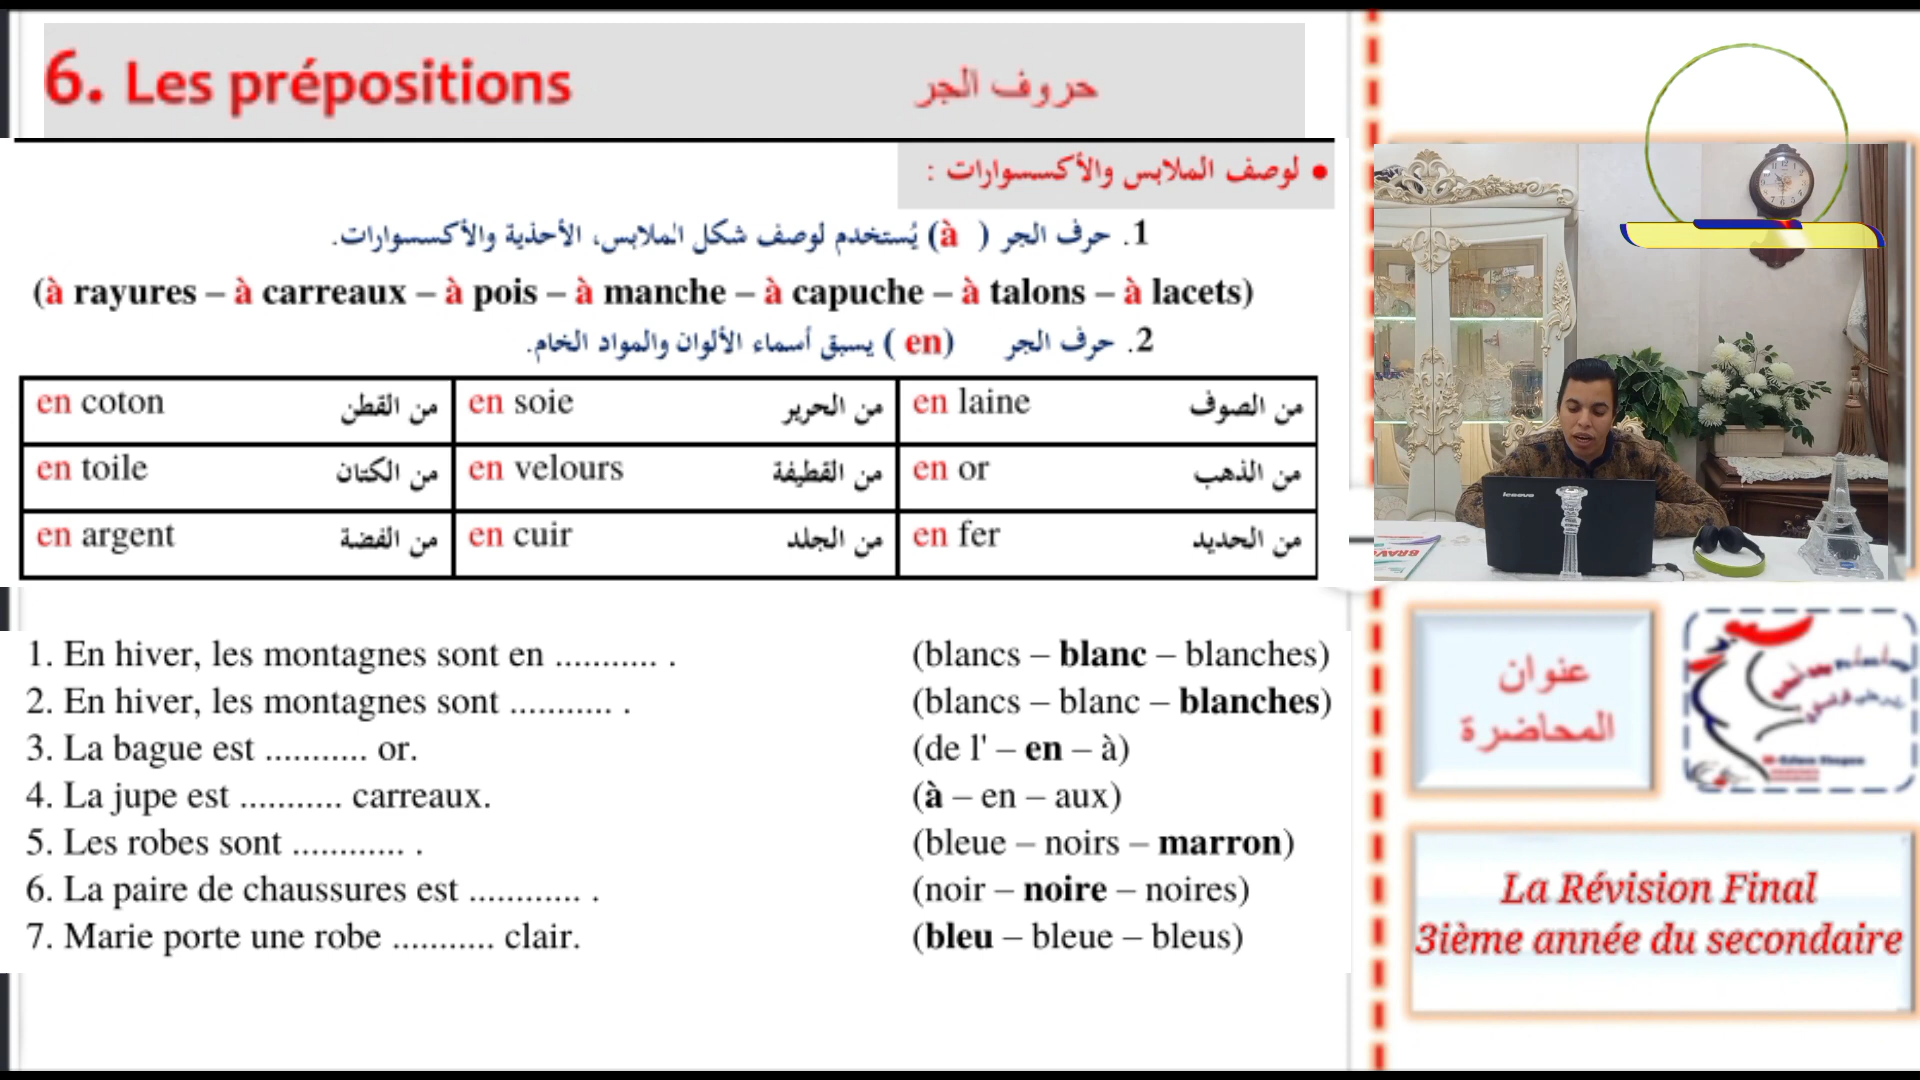 6. Les prépositions حروف الجر
• لوصف الملابس والأكسسوارات :
1. حرف الجر ( à) يُستخدم لوصف شكل الملابس، الأحذية والأكسسوارات.
(à rayures – à carreaux – à pois – à manche – à capuche – à talons – à lacets)
2. حرف الجر (en ) يسبق أسماء الألوان والمواد الخام.
en coton من القطن en soie من الحرير en laine من الصوف
en toile من الكتان en velours من القطيفة en or من الذهب
en argent من الفضة en cuir من الجلد en fer من الحديد
1. En hiver, les montagnes sont en ........... . (blancs – blanc – blanches)
2. En hiver, les montagnes sont ........... . (blancs – blanc – blanches)
3. La bague est ........... or. (de l' – en – à)
4. La jupe est ........... carreaux. (à – en – aux)
5. Les robes sont ............ . (bleue – noirs – marron)
6. La paire de chaussures est ............ . (noir – noire – noires)
7. Marie porte une robe ........... clair. (bleu – bleue – bleus)
lenovo
BRAV
عنوان
المحاضرة
La Révision Final
3ième année du secondaire